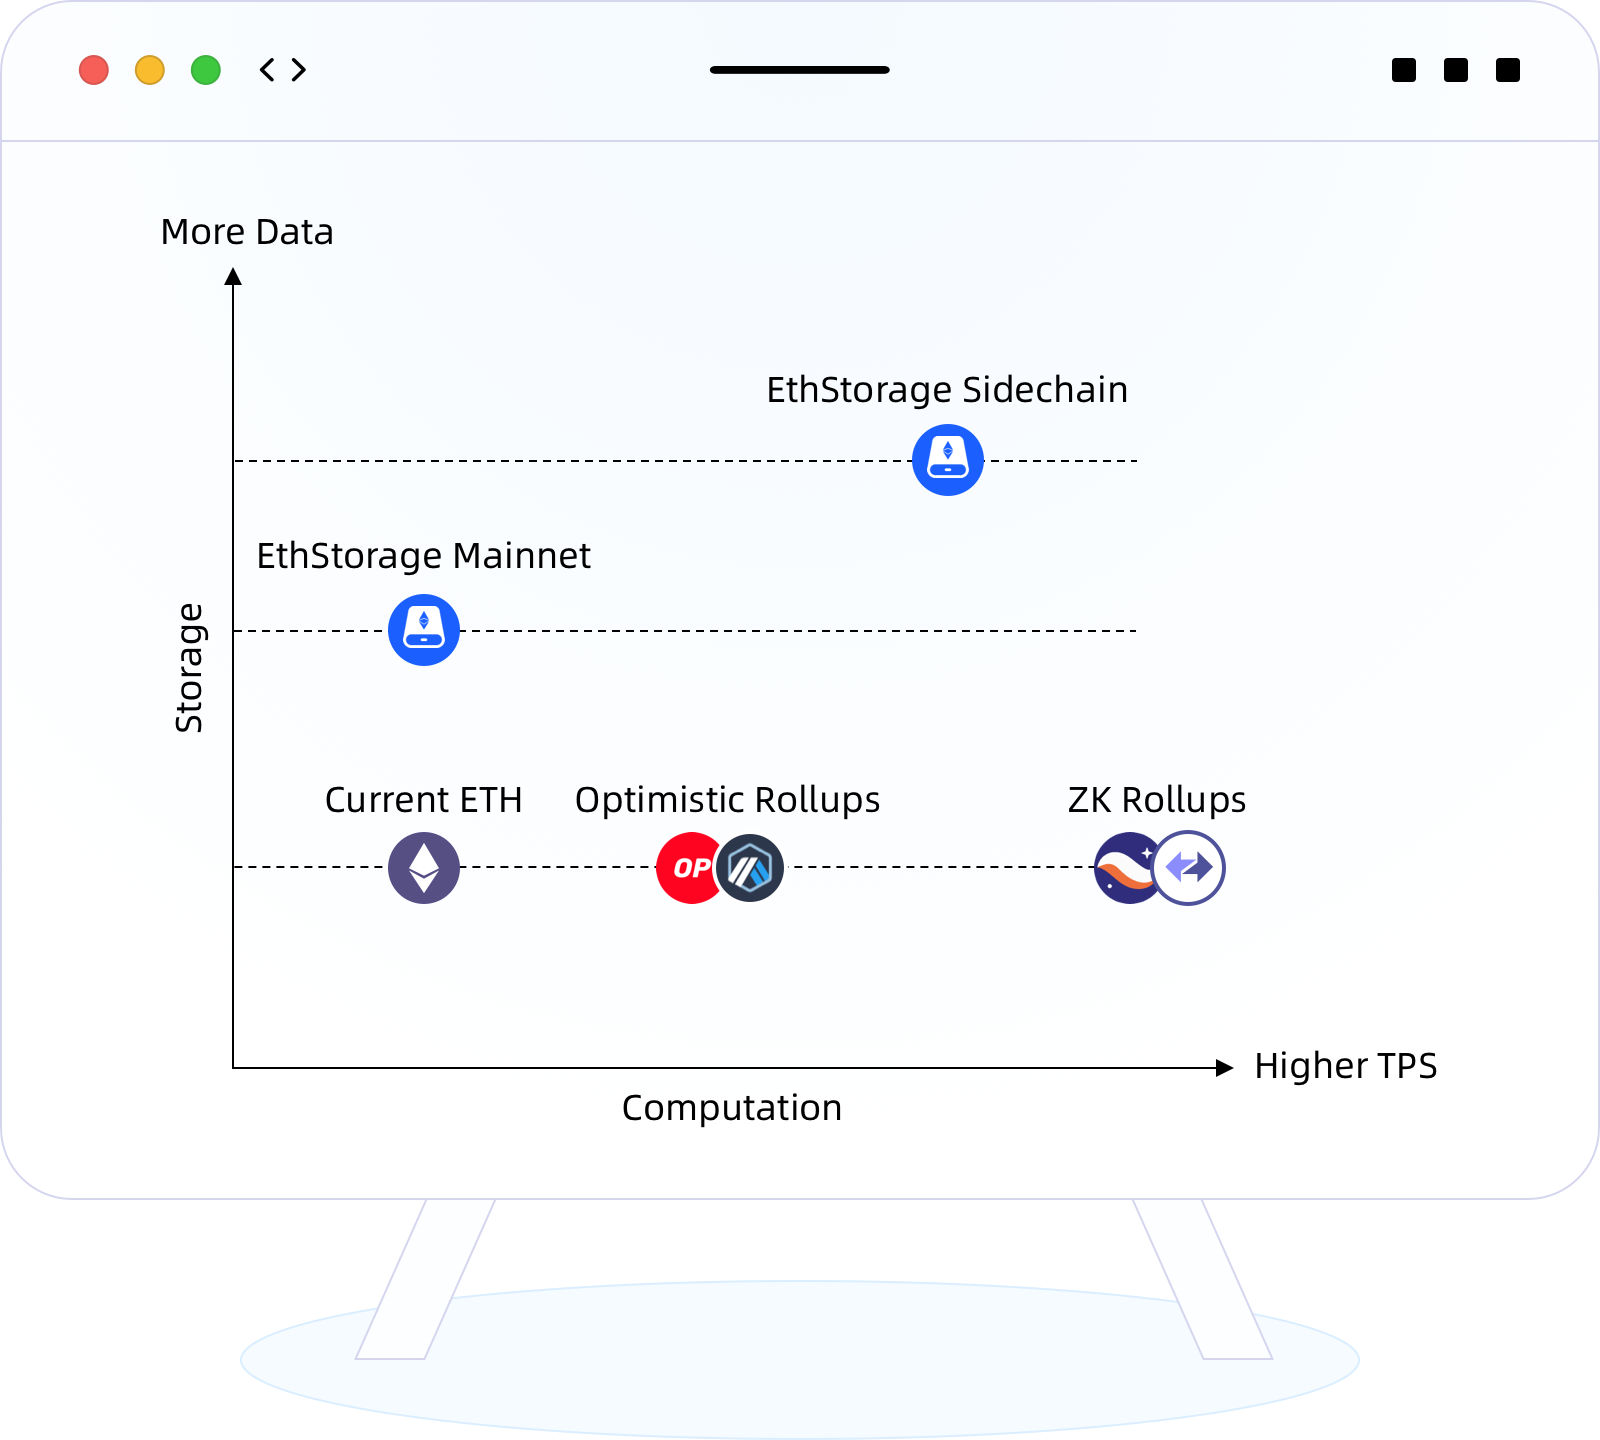 More Data
EthStorage Sidechain
EthStorage Mainnet
Storage
Current ETH
Optimistic Rollups
ZK Rollups
OP
Higher TPS
Computation